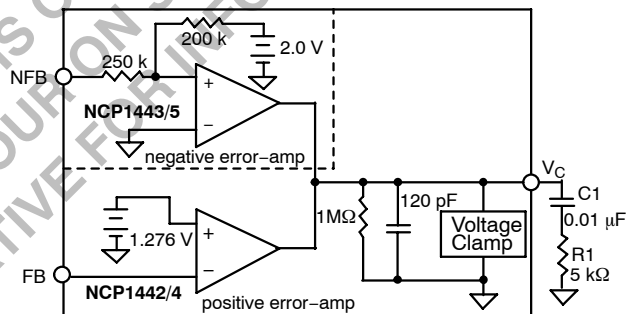 200 k
2.0 V
250 k
NFB
+
NCP1443/5
−
negative error−amp
VC
C1
120 pF
0.01 μF
1MΩ
Voltage
Clamp
+
1.276 V
R1
5 kΩ
FB
−
NCP1442/4
positive error−amp